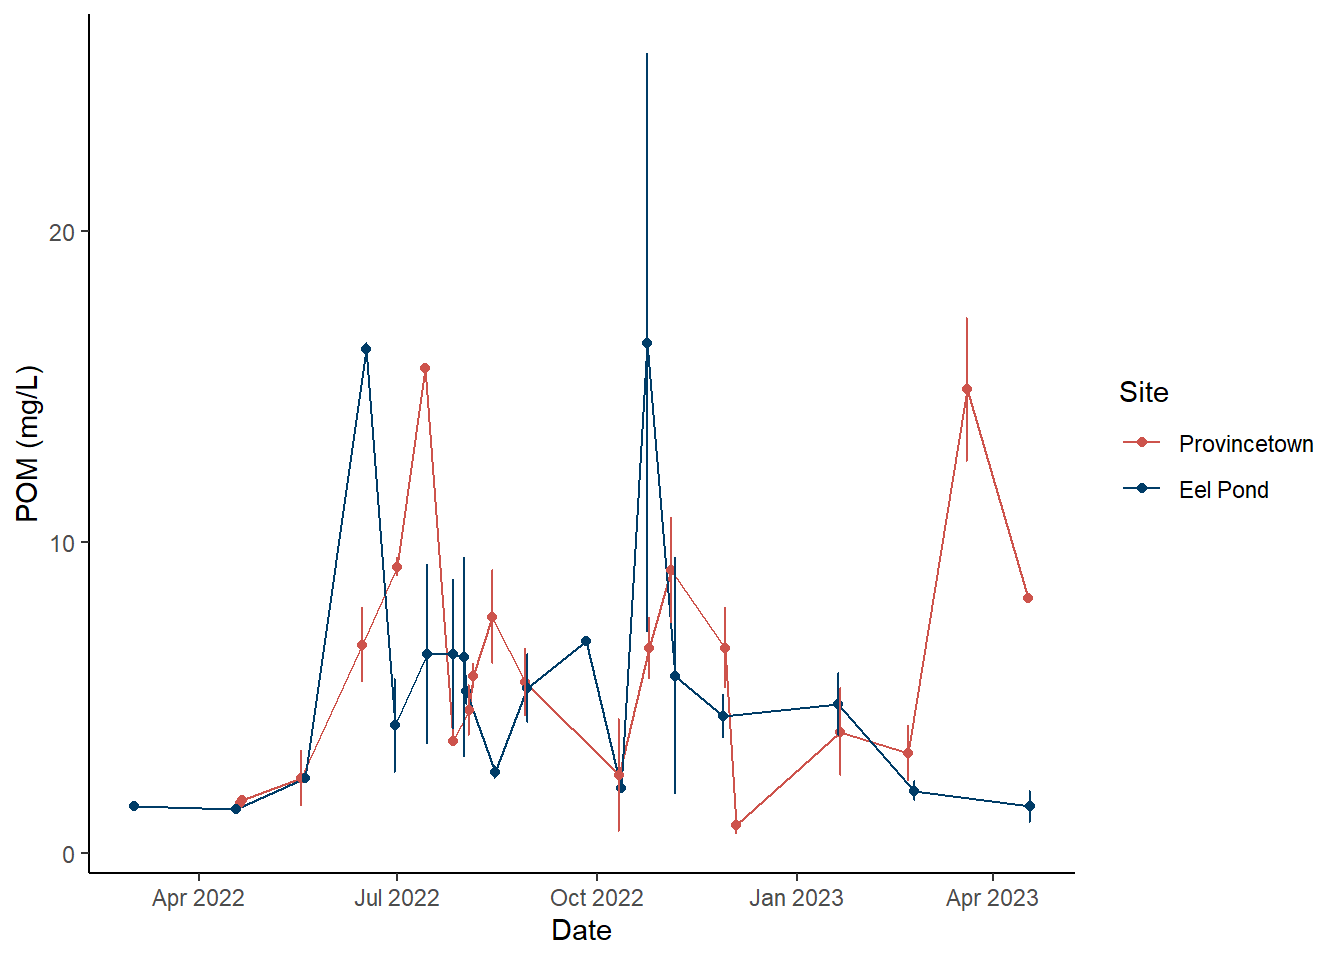 POM (mg/L)
20
10
0
Apr 2022
Jul 2022
Oct 2022
Jan 2023
Apr 2023
Date
Site
Provincetown
Eel Pond